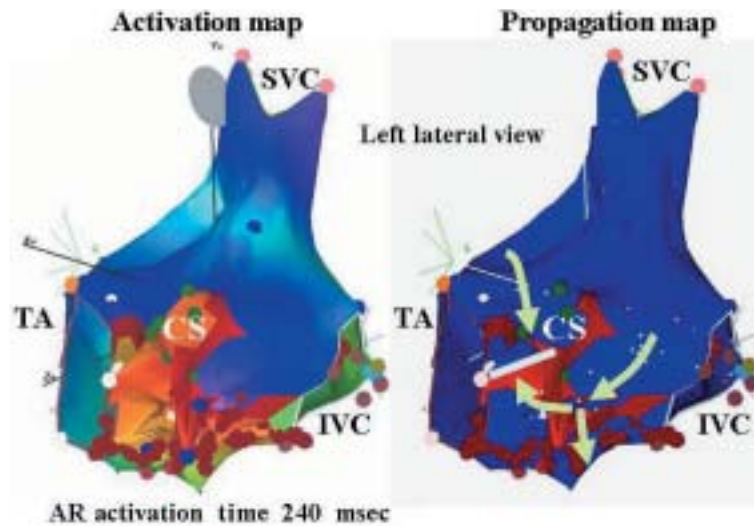 Activation map
Propagation map
SVC
SVC
Left lateral view
TA
CS
TA
CS
IVC
IVC
AR activation time 240 msec